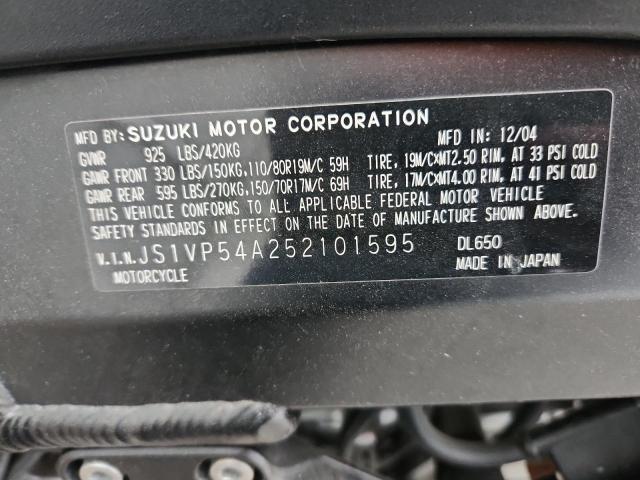 MFD BY: SUZUKI MOTOR CORPORATION MFD IN: 12/04
GVWR 925 LBS/420KG
GAWR FRONT 330 LBS/150KG, 110/80R19M/C 59H TIRE, 19M/CxMT2.50 RIM, AT 33 PSI COLD
GAWR REAR 595 LBS/270KG, 150/70R17M/C 69H TIRE, 17M/CxMT4.00 RIM, AT 41 PSI COLD
THIS VEHICLE CONFORMS TO ALL APPLICABLE FEDERAL MOTOR VEHICLE
SAFETY STANDARDS IN EFFECT ON THE DATE OF MANUFACTURE SHOWN ABOVE.
V.I.N. JS1VP54A252101595 DL650
MOTORCYCLE MADE IN JAPAN